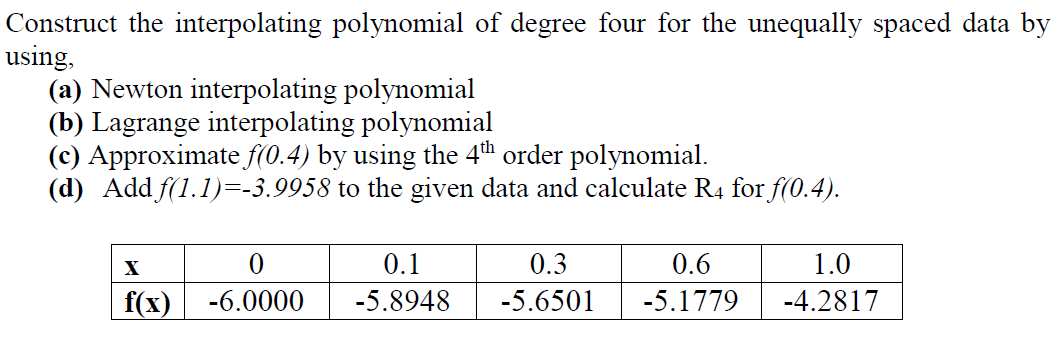 Construct the interpolating polynomial of degree four for the unequally spaced data by
using,
(a) Newton interpolating polynomial
(b) Lagrange interpolating polynomial
(c) Approximate f(0.4) by using the 4th order polynomial.
(d) Add f(1.1)=-3.9958 to the given data and calculate R4 for f(0.4).
x 0 0.1 0.3 0.6 1.0
f(x) -6.0000 -5.8948 -5.6501 -5.1779 -4.2817